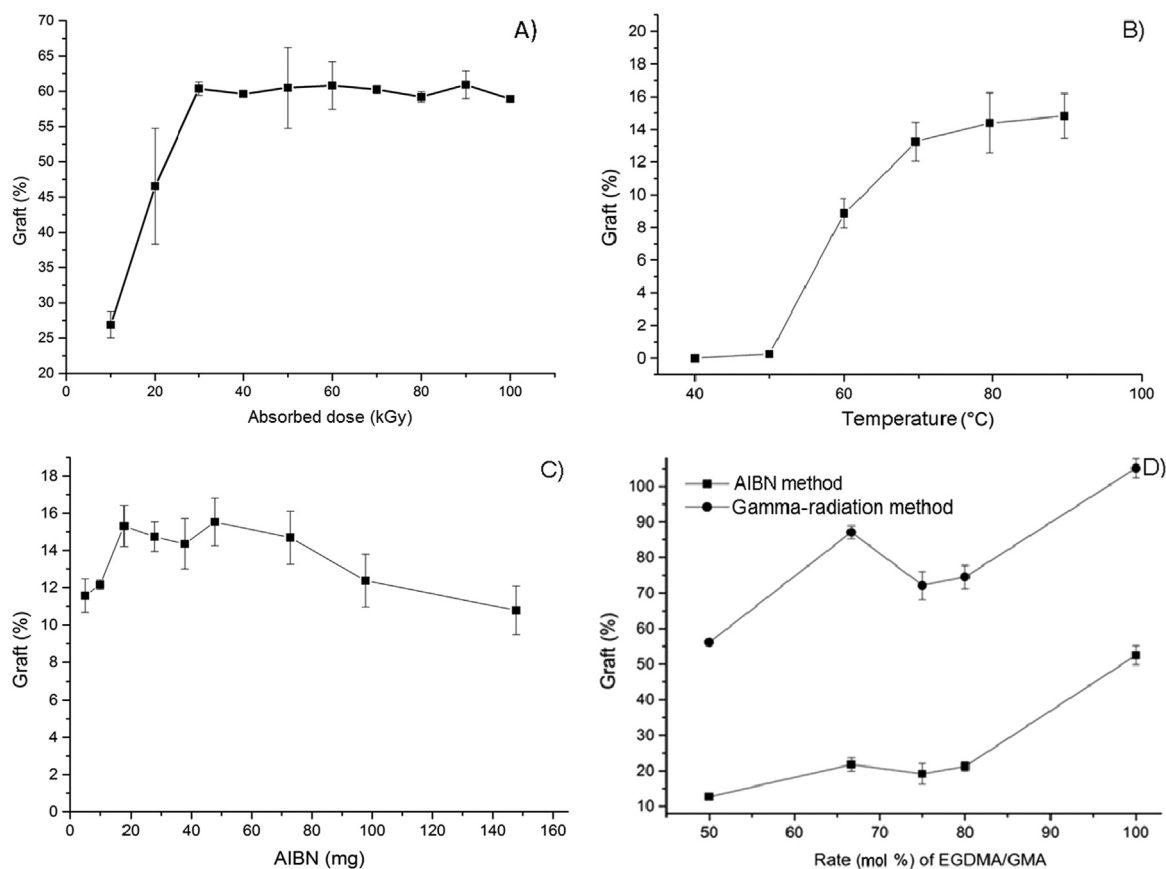 A)
70
65
60
55
50
45
40
35
30
25
20
0 20 40 60 80 100
Graft (%)
Absorbed dose (kGy)
B)
20
18
16
14
12
10
8
6
4
2
0
40 60 80 100
Graft (%)
Temperature (°C)
C)
18
16
14
12
10
8
6
4
2
0
0 20 40 60 80 100 120 140 160
Graft (%)
AIBN (mg)
D)
AIBN method
Gamma-radiation method
100
90
80
70
60
50
40
30
20
10
50 60 70 80 90 100
Graft (%)
Rate (mol %) of EGDMA/GMA